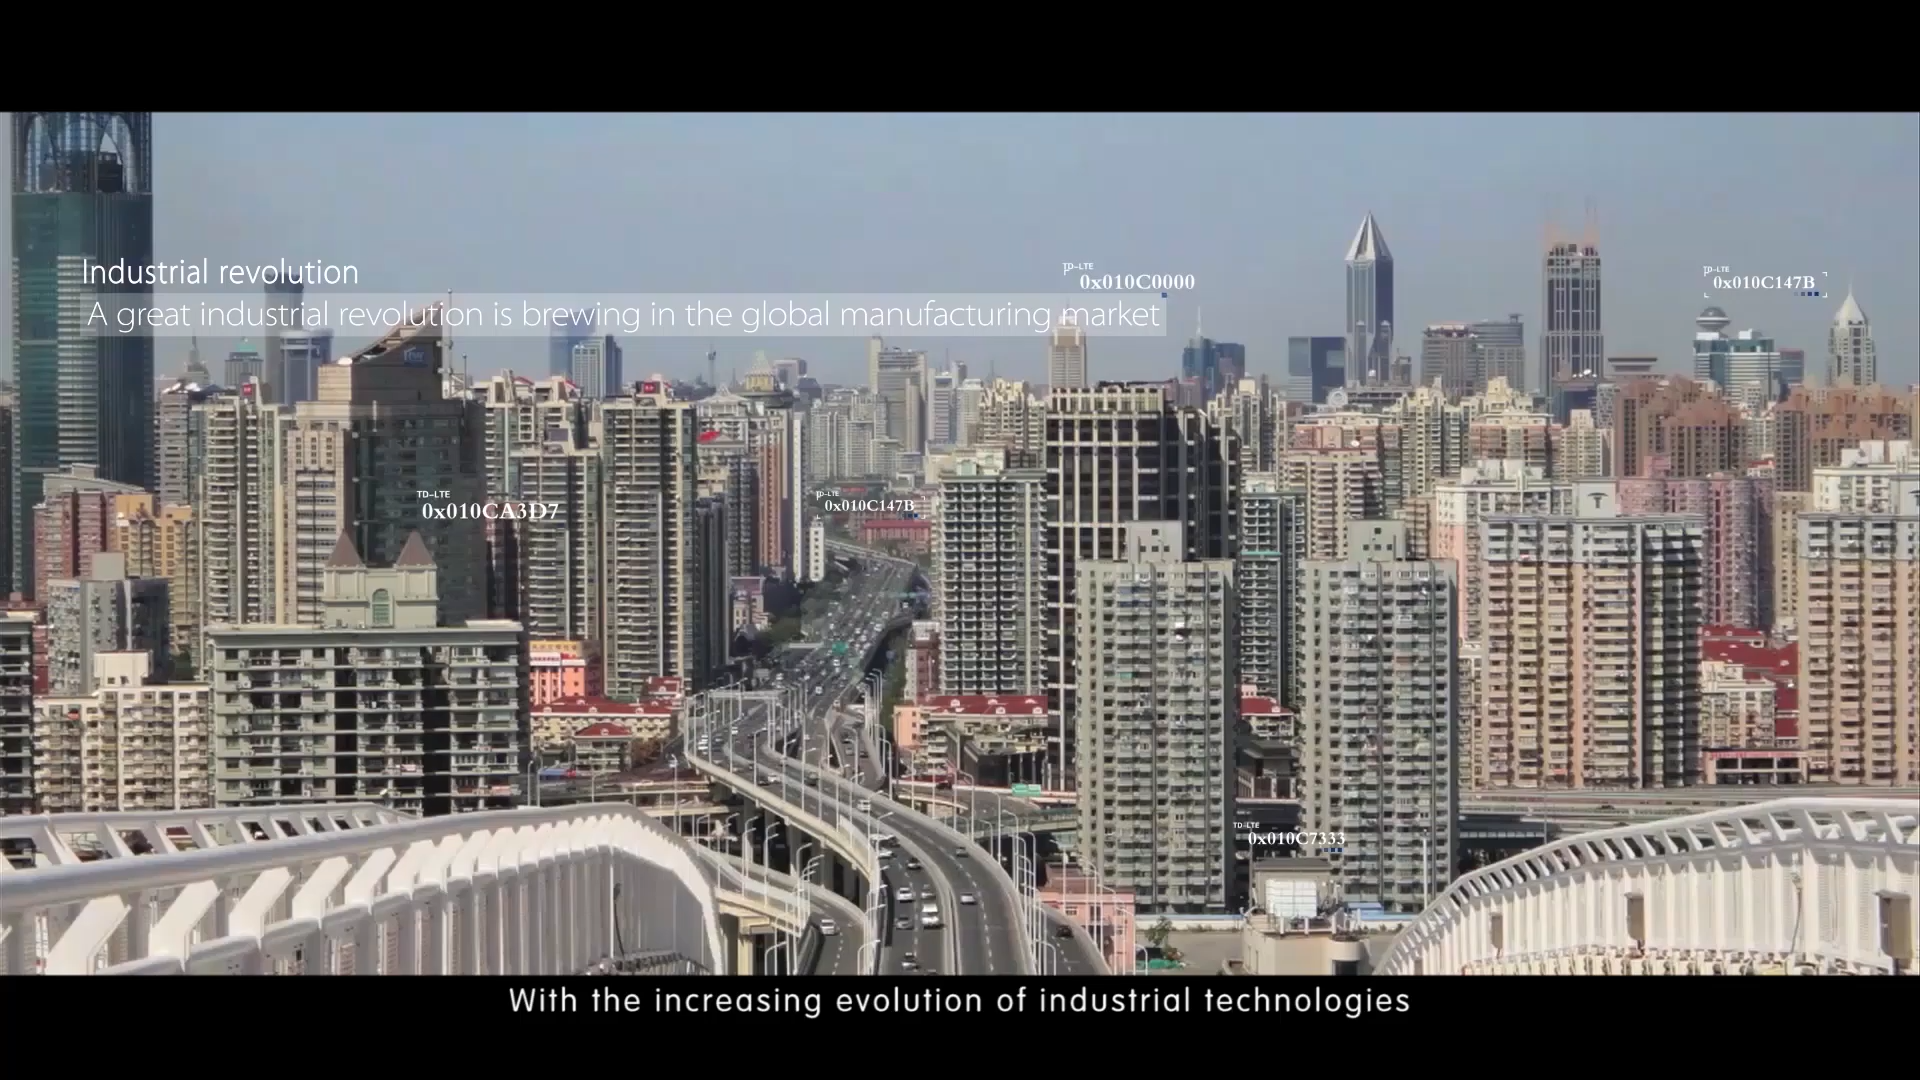 TD-LTE
0x010C0000
TD-LTE
0x010C147B
Industrial revolution
A great industrial revolution is brewing in the global manufacturing market
TD-LTE
0x010CA3D7
TD-LTE
0x010C147B
TD-LTE
0x010C7333
With the increasing evolution of industrial technologies